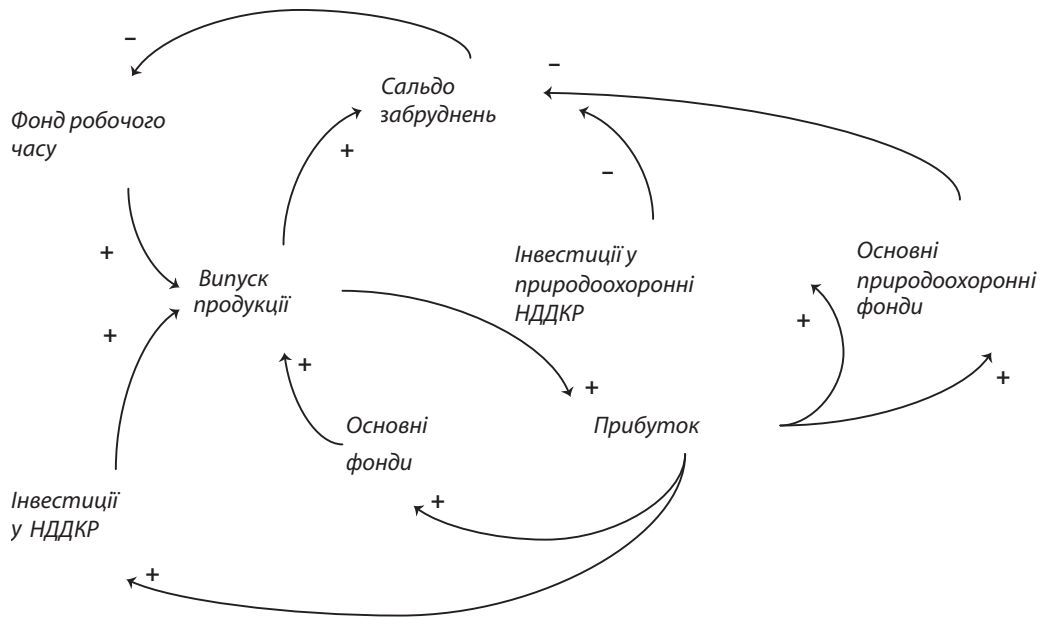 –
–
Сальдо
забруднень
Фонд робочого
часу
+
–
+
Випуск
продукції
Інвестиції у
природоохоронні
НДДКР
Основні
природоохоронні
фонди
+
+
+
+
+
Прибуток
Основні
фонди
+
Інвестиції
у НДДКР
+